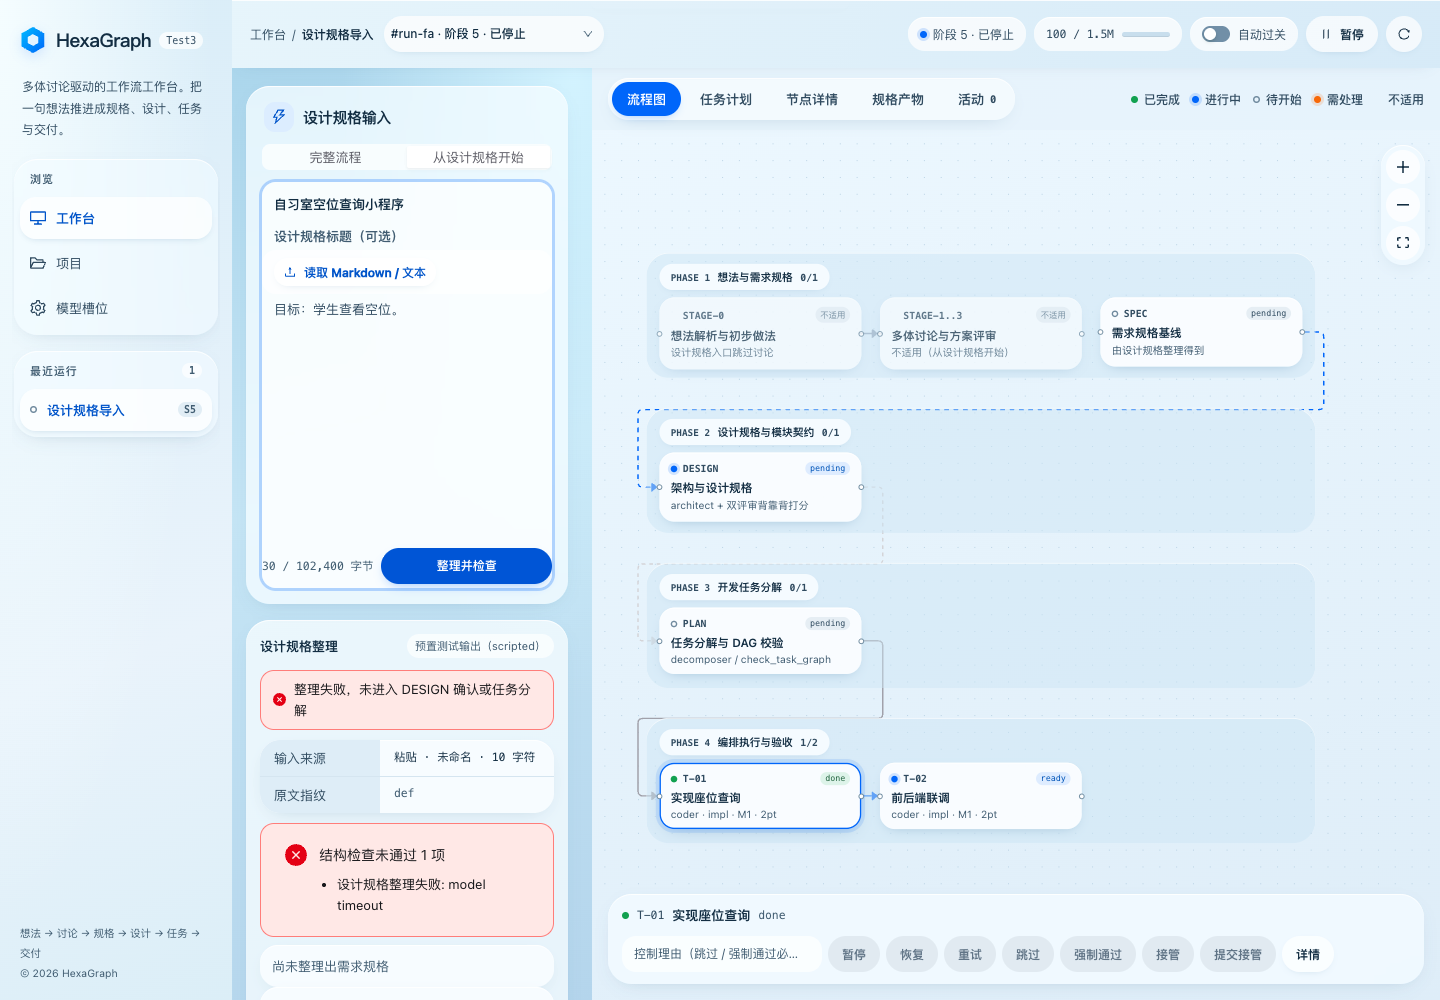 HexaGraph Test3
多体讨论驱动的工作流工作台。把
一句想法推进成规格、设计、任务
与交付。
浏览
工作台
项目
模型槽位
最近运行 1
设计规格导入 S5
想法 → 讨论 → 规格 → 设计 → 任务 →
交付
© 2026 HexaGraph
工作台 / 设计规格导入
#run-fa · 阶段 5 · 已停止
阶段 5 · 已停止
100 / 1.5M
自动过关
暂停
设计规格输入
完整流程 从设计规格开始
自习室空位查询小程序
设计规格标题（可选）
读取 Markdown / 文本
目标：学生查看空位。
30 / 102,400 字节
整理并检查
设计规格整理 预置测试输出（scripted）
整理失败，未进入 DESIGN 确认或任务分
解
输入来源 粘贴 · 未命名 · 10 字符
原文指纹 def
结构检查未通过 1 项
• 设计规格整理失败: model
timeout
尚未整理出需求规格
流程图 任务计划 节点详情 规格产物 活动 0
已完成 进行中 待开始 需处理 不适用
PHASE 1 想法与需求规格 0/1
STAGE-0 不适用
想法解析与初步做法
设计规格入口跳过讨论
STAGE-1..3 不适用
多体讨论与方案评审
不适用（从设计规格开始）
SPEC pending
需求规格基线
由设计规格整理得到
PHASE 2 设计规格与模块契约 0/1
DESIGN pending
架构与设计规格
architect + 双评审背靠背打分
PHASE 3 开发任务分解 0/1
PLAN pending
任务分解与 DAG 校验
decomposer / check_task_graph
PHASE 4 编排执行与验收 1/2
T-01 done
实现座位查询
coder · impl · M1 · 2pt
T-02 ready
前后端联调
coder · impl · M1 · 2pt
T-01 实现座位查询 done
控制理由（跳过 / 强制通过必...
暂停 恢复 重试 跳过 强制通过 接管 提交接管 详情